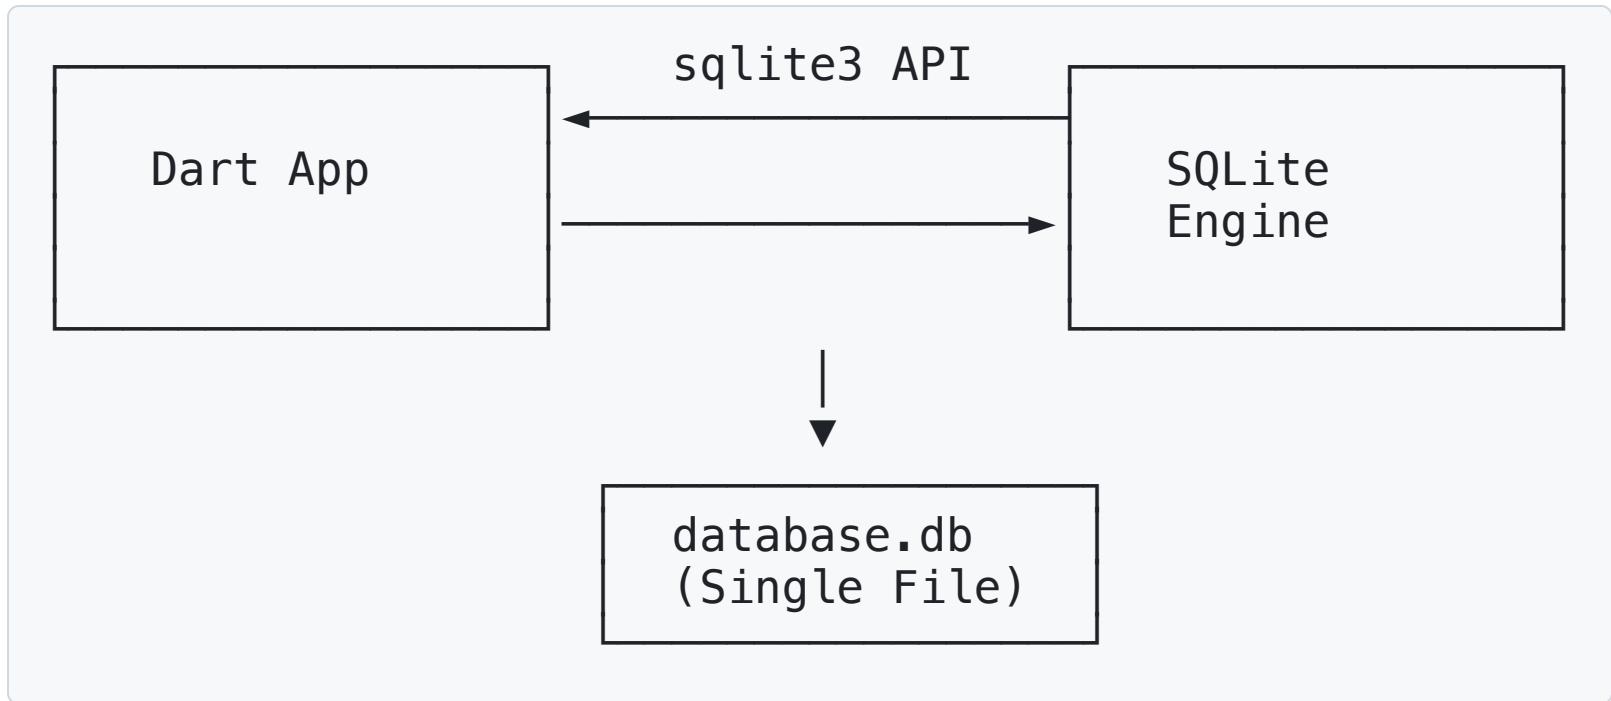 sqlite3 API
Dart App
SQLite
Engine
database.db
(Single File)